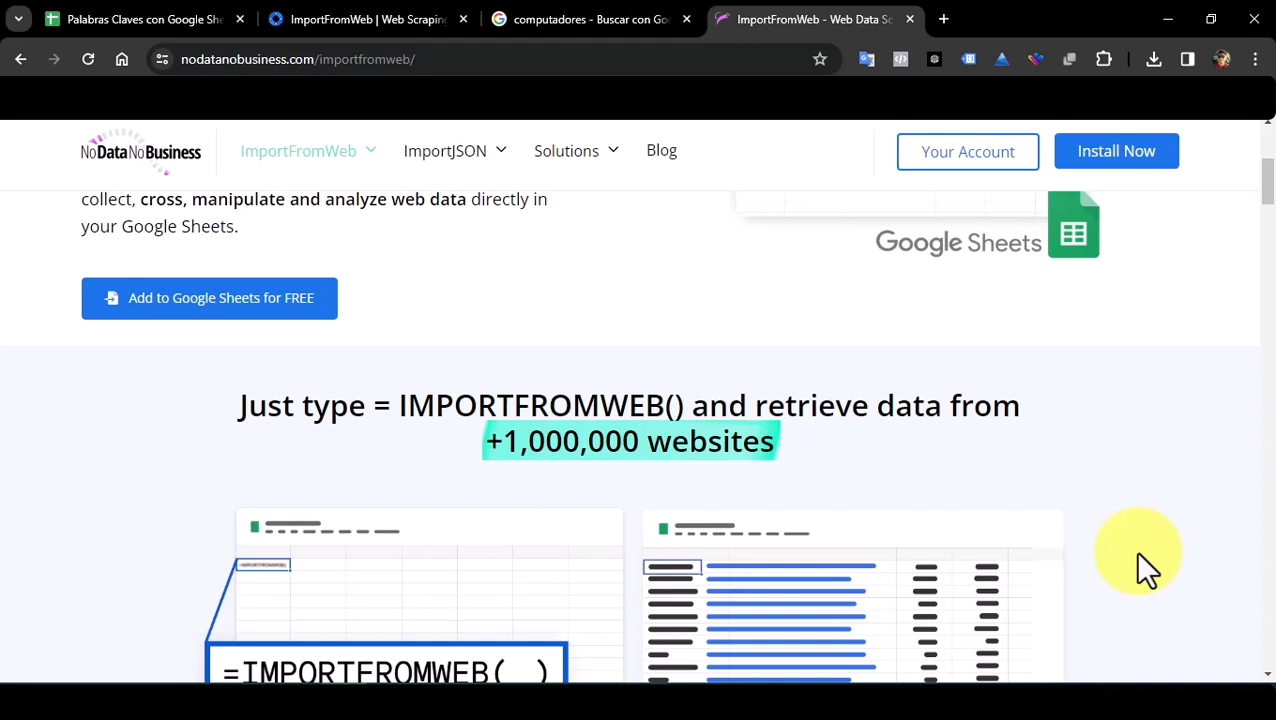 Palabras Claves con Google She
ImportFromWeb | Web Scraping
computadores - Buscar con Goo
ImportFromWeb - Web Data Sc
nodatanobusiness.com/importfromweb/
NoDataNoBusiness
ImportFromWeb
ImportJSON
Solutions
Blog
Your Account
Install Now
collect, cross, manipulate and analyze web data directly in
your Google Sheets.
Google Sheets
Add to Google Sheets for FREE
Just type = IMPORTFROMWEB() and retrieve data from
+1,000,000 websites
=IMPORTFROMWEB( )